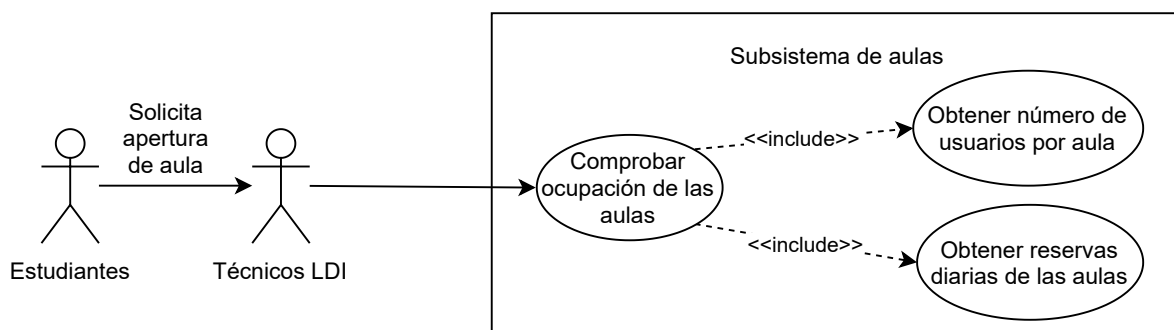 Subsistema de aulas
Solicita
apertura
de aula
Estudiantes
Técnicos LDI
Comprobar
ocupación de las
aulas
<<include>>
<<include>>
Obtener número de
usuarios por aula
Obtener reservas
diarias de las aulas